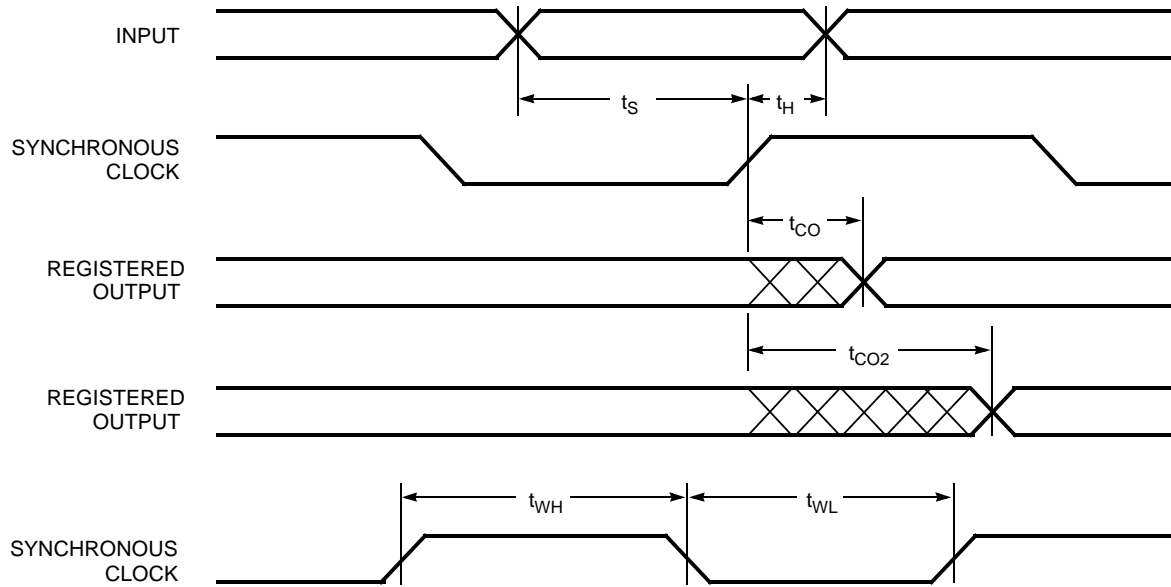 INPUT
tS
tH
SYNCHRONOUS
CLOCK
tCO
REGISTERED
OUTPUT
tCO2
REGISTERED
OUTPUT
tWH
tWL
SYNCHRONOUS
CLOCK